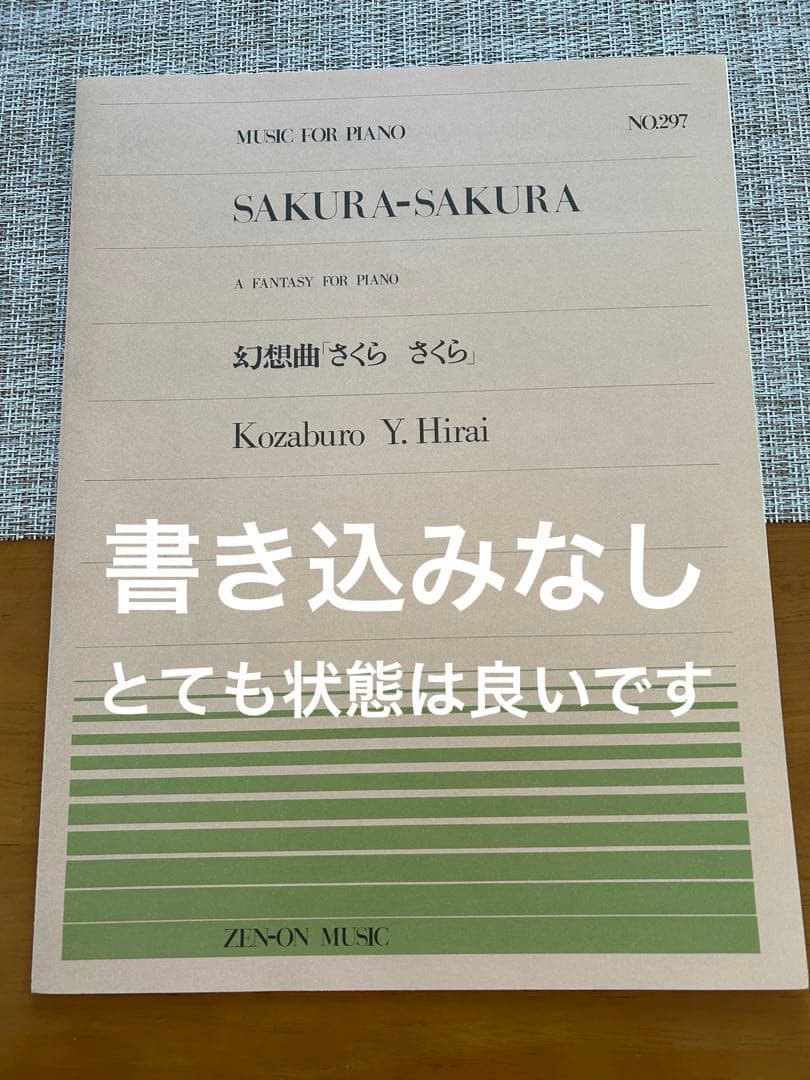 MUSIC FOR PIANO
NO.297
SAKURA-SAKURA
A FANTASY FOR PIANO
幻想曲「さくら さくら」
Kozaburo Y. Hirai
書き込みなし
とても状態は良いです
ZEN-ON MUSIC